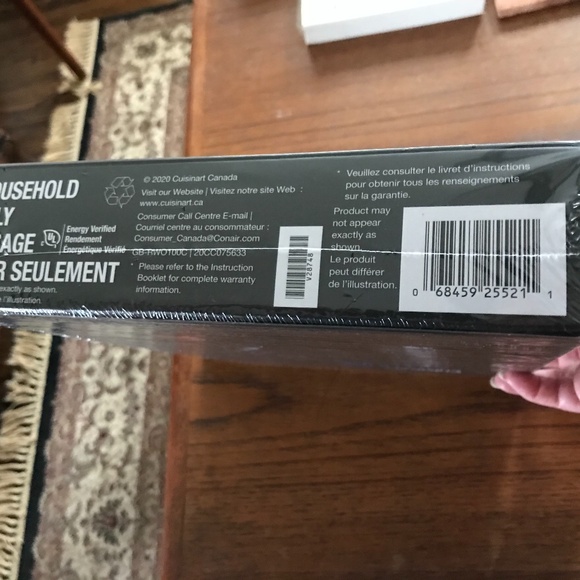 OUSEHOLD
LY
AGE
R SEULEMENT
exactly as shown.
l'illustration.
UL
Energy Verified
Rendement
Énergétique Vérifié
© 2020 Cuisinart Canada
Visit our Website | Visitez notre site Web :
www.cuisinart.ca
Consumer Call Centre E-mail |
Courriel centre au consommateur :
Consumer_Canada@Conair.com
20CC075633
* Please refer to the Instruction
Booklet for complete warranty
information.
V28748
* Veuillez consulter le livret d'instructions
pour obtenir tous les renseignements
sur la garantie.
Product may
not appear
exactly as
shown.
Le produit
peut différer
de l'illustration.
0 68459 25521 1